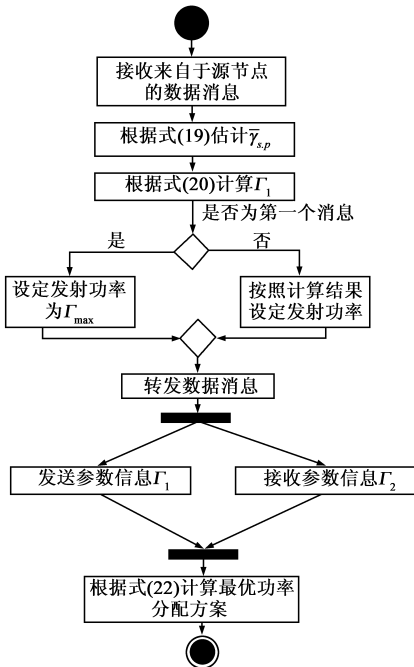 接收来自于源节点
的数据消息
根据式(19)估计γ̅s.p
根据式(20)计算Γ1
是否为第一个消息
是
否
设定发射功率
为Γmax
按照计算结果
设定发射功率
转发数据消息
发送参数信息Γ1
接收参数信息Γ2
根据式(22)计算最优功率
分配方案